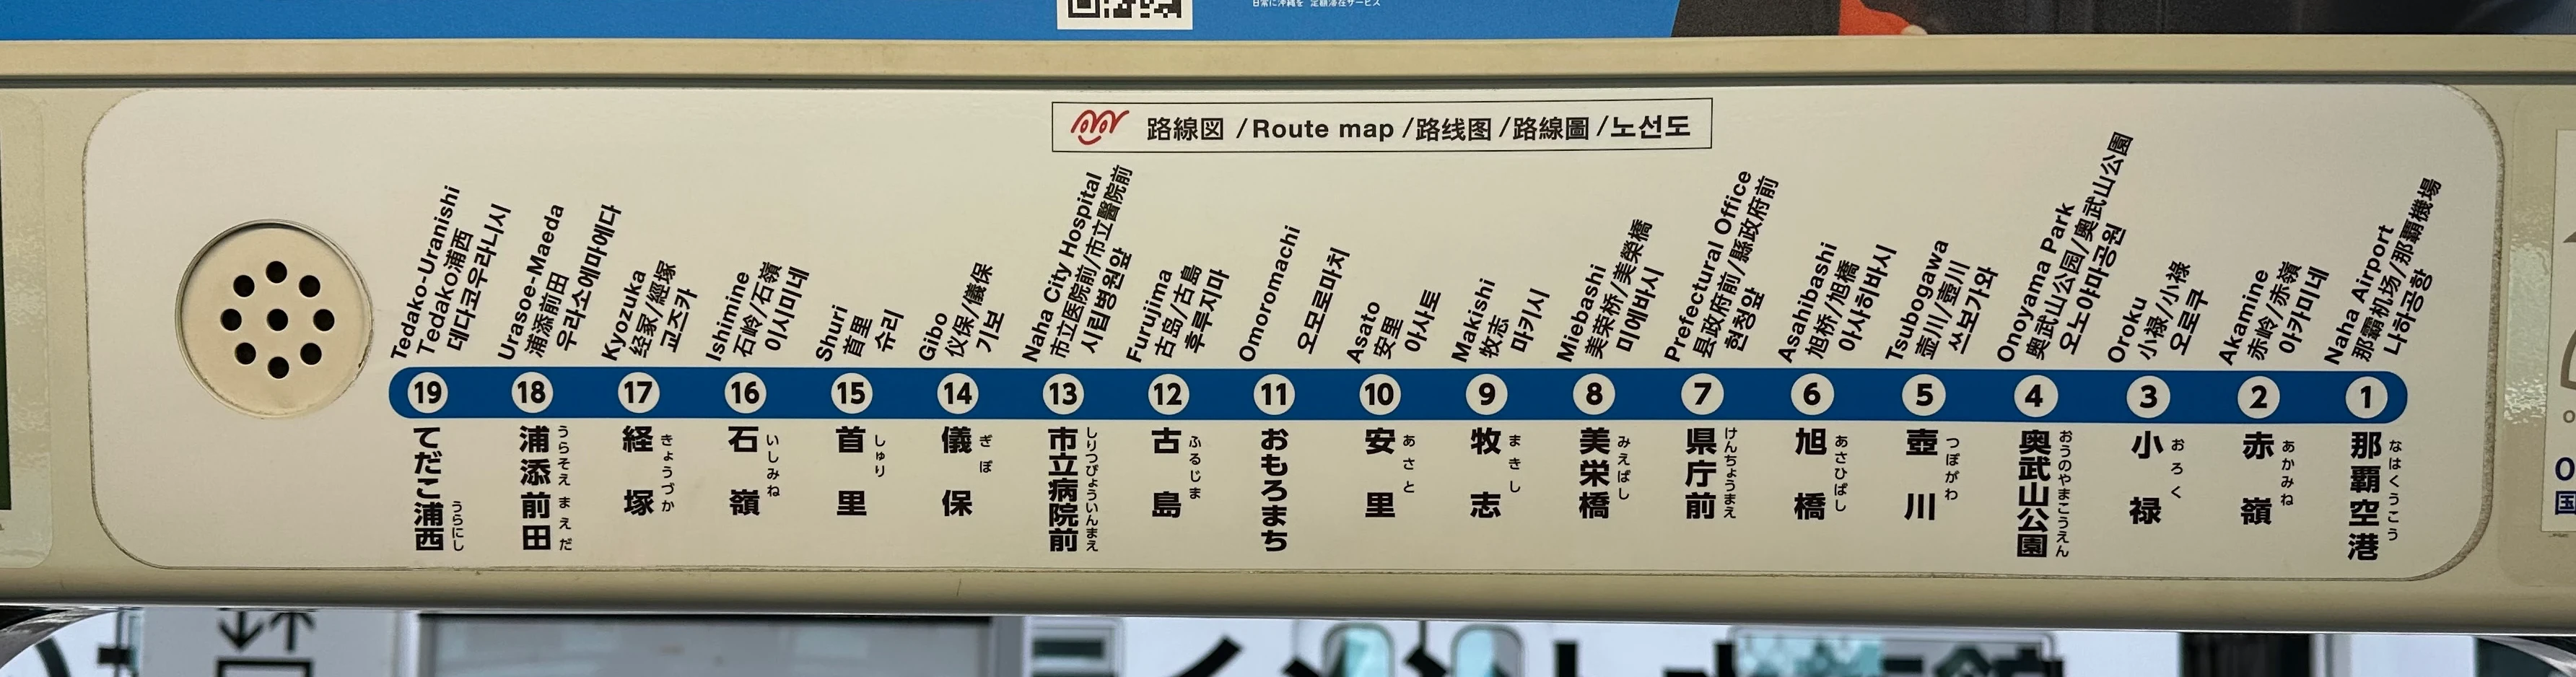 日常に沖縄を 定額滞在サービス
路線図 /Route map /路线图 /路線圖 /노선도
Tedako-Uranishi
Tedako浦西
데다코우라니시
19
てだこ浦西
うらにし
Urasoe-Maeda
浦添前田
우라소에마에다
18
浦添前田
うらそえ まえだ
Kyozuka
经冢/經塚
교즈카
17
経塚
きょうづか
Ishimine
石岭/石嶺
이시미네
16
石嶺
いしみね
Shuri
首里
슈리
15
首里
しゅり
Gibo
仪保/儀保
기보
14
儀保
ぎぼ
Naha City Hospital
市立医院前/市立醫院前
시립병원앞
13
市立病院前
しりつびょういんまえ
Furujima
古岛/古島
후루지마
12
古島
ふるじま
Omoromachi
오모로마치
11
おもろまち
Asato
安里
아사토
10
安里
あさと
Makishi
牧志
마키시
9
牧志
まきし
Miebashi
美荣桥/美榮橋
미에바시
8
美栄橋
みえばし
Prefectural Office
县政府前/縣政府前
현청앞
7
県庁前
けんちょうまえ
Asahibashi
旭桥/旭橋
아사히바시
6
旭橋
あさひばし
Tsubogawa
壶川/壺川
쓰보가와
5
壺川
つぼがわ
Onoyama Park
奥武山公园/奧武山公園
오노야마공원
4
奥武山公園
おうのやまこうえん
Oroku
小禄/小祿
오로쿠
3
小禄
おろく
Akamine
赤岭/赤嶺
아카미네
2
赤嶺
あかみね
Naha Airport
那霸机场/那霸機場
나하공항
1
那覇空港
なはくうこう